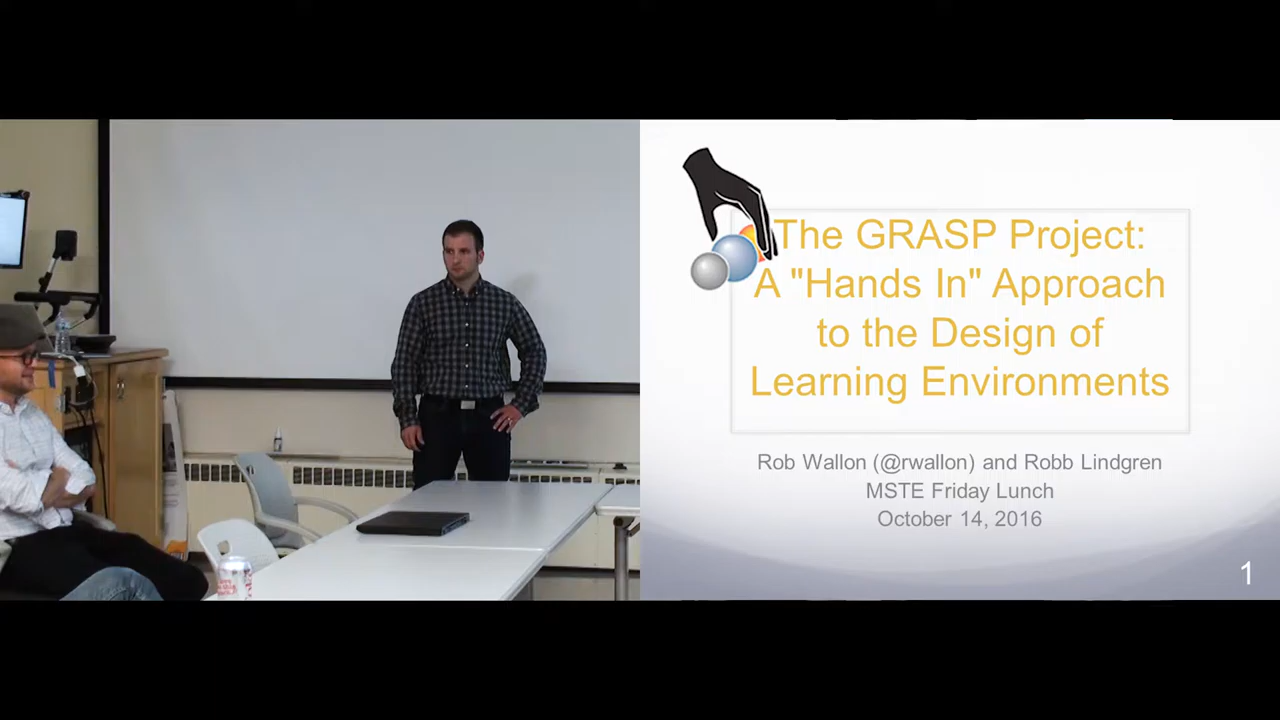 The GRASP Project:
A "Hands In" Approach
to the Design of
Learning Environments
Rob Wallon (@rwallon) and Robb Lindgren
MSTE Friday Lunch
October 14, 2016
1